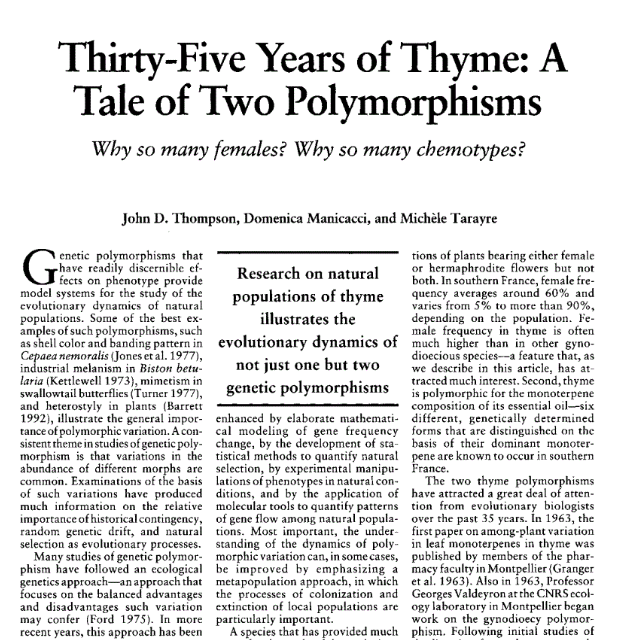 Thirty-Five Years of Thyme: A
Tale of Two Polymorphisms
Why so many females? Why so many chemotypes?
John D. Thompson, Domenica Manicacci, and Michèle Tarayre
Genetic polymorphisms that
have readily discernible ef-
fects on phenotype provide
model systems for the study of the
evolutionary dynamics of natural
populations. Some of the best ex-
amples of such polymorphisms, such
as shell color and banding pattern in
Cepaea nemoralis (Jones et al. 1977),
industrial melanism in Biston betu-
laria (Kettlewell 1973), mimetism in
swallowtail butterflies (Turner 1977),
and heterostyly in plants (Barrett
1992), illustrate the general impor-
tance of polymorphic variation. A con-
sistent theme in studies of genetic poly-
morphism is that variations in the
abundance of different morphs are
common. Examinations of the basis
of such variations have produced
much information on the relative
importance of historical contingency,
random genetic drift, and natural
selection as evolutionary processes.
Many studies of genetic polymor-
phism have followed an ecological
genetics approach—an approach that
focuses on the balanced advantages
and disadvantages such variation
may confer (Ford 1975). In more
recent years, this approach has been
Research on natural
populations of thyme
illustrates the
evolutionary dynamics of
not just one but two
genetic polymorphisms
enhanced by elaborate mathemati-
cal modeling of gene frequency
change, by the development of sta-
tistical methods to quantify natural
selection, by experimental manipu-
lations of phenotypes in natural con-
ditions, and by the application of
molecular tools to quantify patterns
of gene flow among natural popula-
tions. Most important, the under-
standing of the dynamics of poly-
morphic variation can, in some cases,
be improved by emphasizing a
metapopulation approach, in which
the processes of colonization and
extinction of local populations are
particularly important.
A species that has provided much
tions of plants bearing either female
or hermaphrodite flowers but not
both. In southern France, female fre-
quency averages around 60% and
varies from 5% to more than 90%,
depending on the population. Fe-
male frequency in thyme is often
much higher than in other gyno-
dioecious species—a feature that, as
we describe in this article, has at-
tracted much interest. Second, thyme
is polymorphic for the monoterpene
composition of its essential oil—six
different, genetically determined
forms that are distinguished on the
basis of their dominant monoter-
pene are known to occur in southern
France.
The two thyme polymorphisms
have attracted a great deal of atten-
tion from evolutionary biologists
over the past 35 years. In 1963, the
first paper on among-plant variation
in leaf monoterpenes in thyme was
published by members of the phar-
macy faculty in Montpellier (Granger
et al. 1963). Also in 1963, Professor
Georges Valdeyron at the CNRS ecol-
ogy laboratory in Montpellier began
work on the gynodioecy polymor-
phism. Following initial studies of